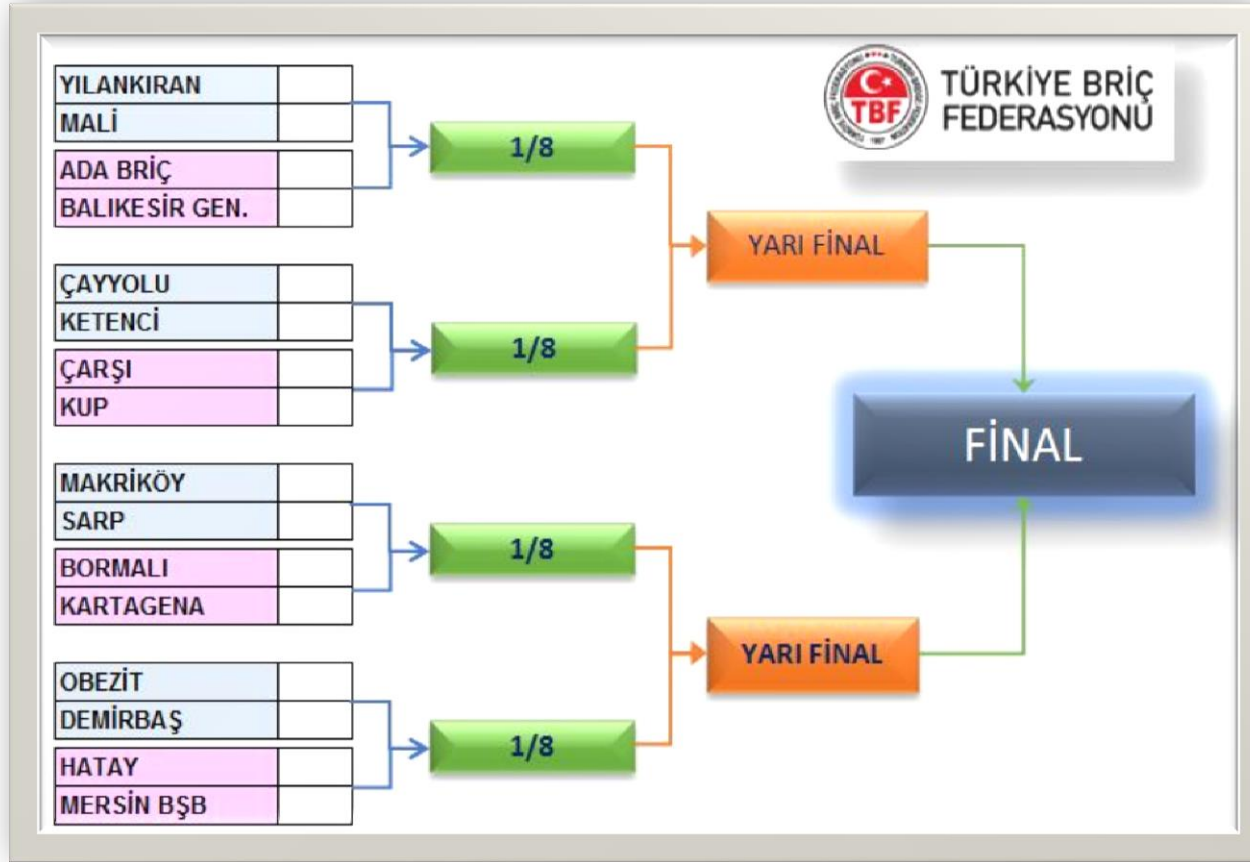 TBF
TÜRKİYE BRİÇ
FEDERASYONU
YILANKIRAN
MALİ
ADA BRİÇ
BALIKESİR GEN.
1/8
ÇAYYOLU
KETENCİ
ÇARŞI
KUP
1/8
YARI FİNAL
MAKRİKÖY
SARP
BORMALI
KARTAGENA
1/8
OBEZİT
DEMİRBAŞ
HATAY
MERSİN BŞB
1/8
YARI FİNAL
FİNAL